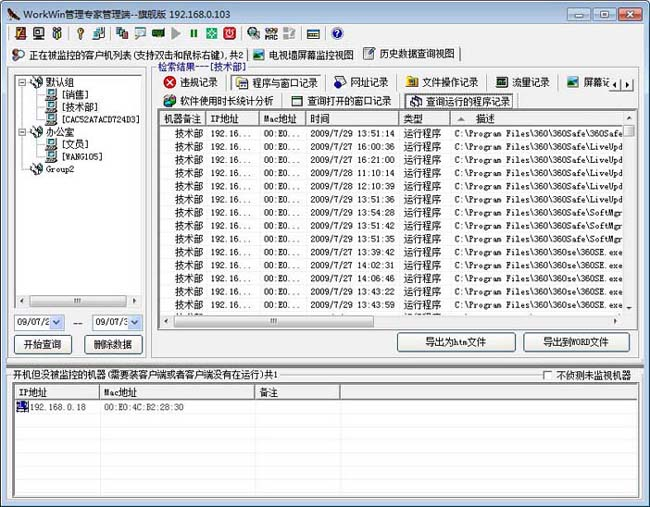 WorkWin管理专家管理端--旗舰版 192.168.0.103
正在被监控的客户机列表(支持双击和鼠标右键),共2 电视墙屏幕监控视图 历史数据查询视图
检索结果---[技术部]
默认组
[销售]
[技术部]
[CAC52A7ACD724D3]
办公室
[文员]
[WANG105]
Group2
违规记录 程序与窗口记录 网址记录 文件操作记录 流量记录 屏幕记
软件使用时长统计分析 查询打开的窗口记录 查询运行的程序记录
机器备注 IP地址 Mac地址 时间 类型 描述
技术部 192.16... 00:E0... 2009/7/29 13:51:14 运行程序 C:\Program Files\360\360Safe\360Safe
技术部 192.16... 00:E0... 2009/7/27 16:00:36 运行程序 C:\Program Files\360\360Safe\LiveUpd
技术部 192.16... 00:E0... 2009/7/27 16:21:00 运行程序 C:\Program Files\360\360Safe\LiveUpd
技术部 192.16... 00:E0... 2009/7/28 11:10:14 运行程序 C:\Program Files\360\360Safe\LiveUpd
技术部 192.16... 00:E0... 2009/7/28 12:10:39 运行程序 C:\Program Files\360\360Safe\LiveUpd
技术部 192.16... 00:E0... 2009/7/29 13:51:36 运行程序 C:\Program Files\360\360Safe\LiveUpd
技术部 192.16... 00:E0... 2009/7/28 13:54:28 运行程序 C:\Program Files\360\360Safe\SoftMgr
技术部 192.16... 00:E0... 2009/7/29 13:51:42 运行程序 C:\Program Files\360\360Safe\SoftMgr
技术部 192.16... 00:E0... 2009/7/29 13:51:35 运行程序 C:\Program Files\360\360Safe\SoftMgr
技术部 192.16... 00:E0... 2009/7/27 13:39:42 运行程序 C:\Program Files\360\360se\360SE.exe
技术部 192.16... 00:E0... 2009/7/27 14:02:31 运行程序 C:\Program Files\360\360se\360SE.exe
技术部 192.16... 00:E0... 2009/7/27 14:06:46 运行程序 C:\Program Files\360\360se\360SE.exe
技术部 192.16... 00:E0... 2009/7/29 13:43:22 运行程序 C:\Program Files\360\360se\360SE.exe
技术部 192.16... 00:E0... 2009/7/29 13:43:59 运行程序 C:\Program Files\360\360se\360SE.exe
09/07/2 -- 09/07/3
开始查询 删除数据
导出为htm文件 导出到WORD文件
开机但没被监控的机器(需要装客户端或者客户端没有在运行)共1 不侦测未监视机器
IP地址 Mac地址 备注
192.168.0.18 00:E0:4C:B2:28:30